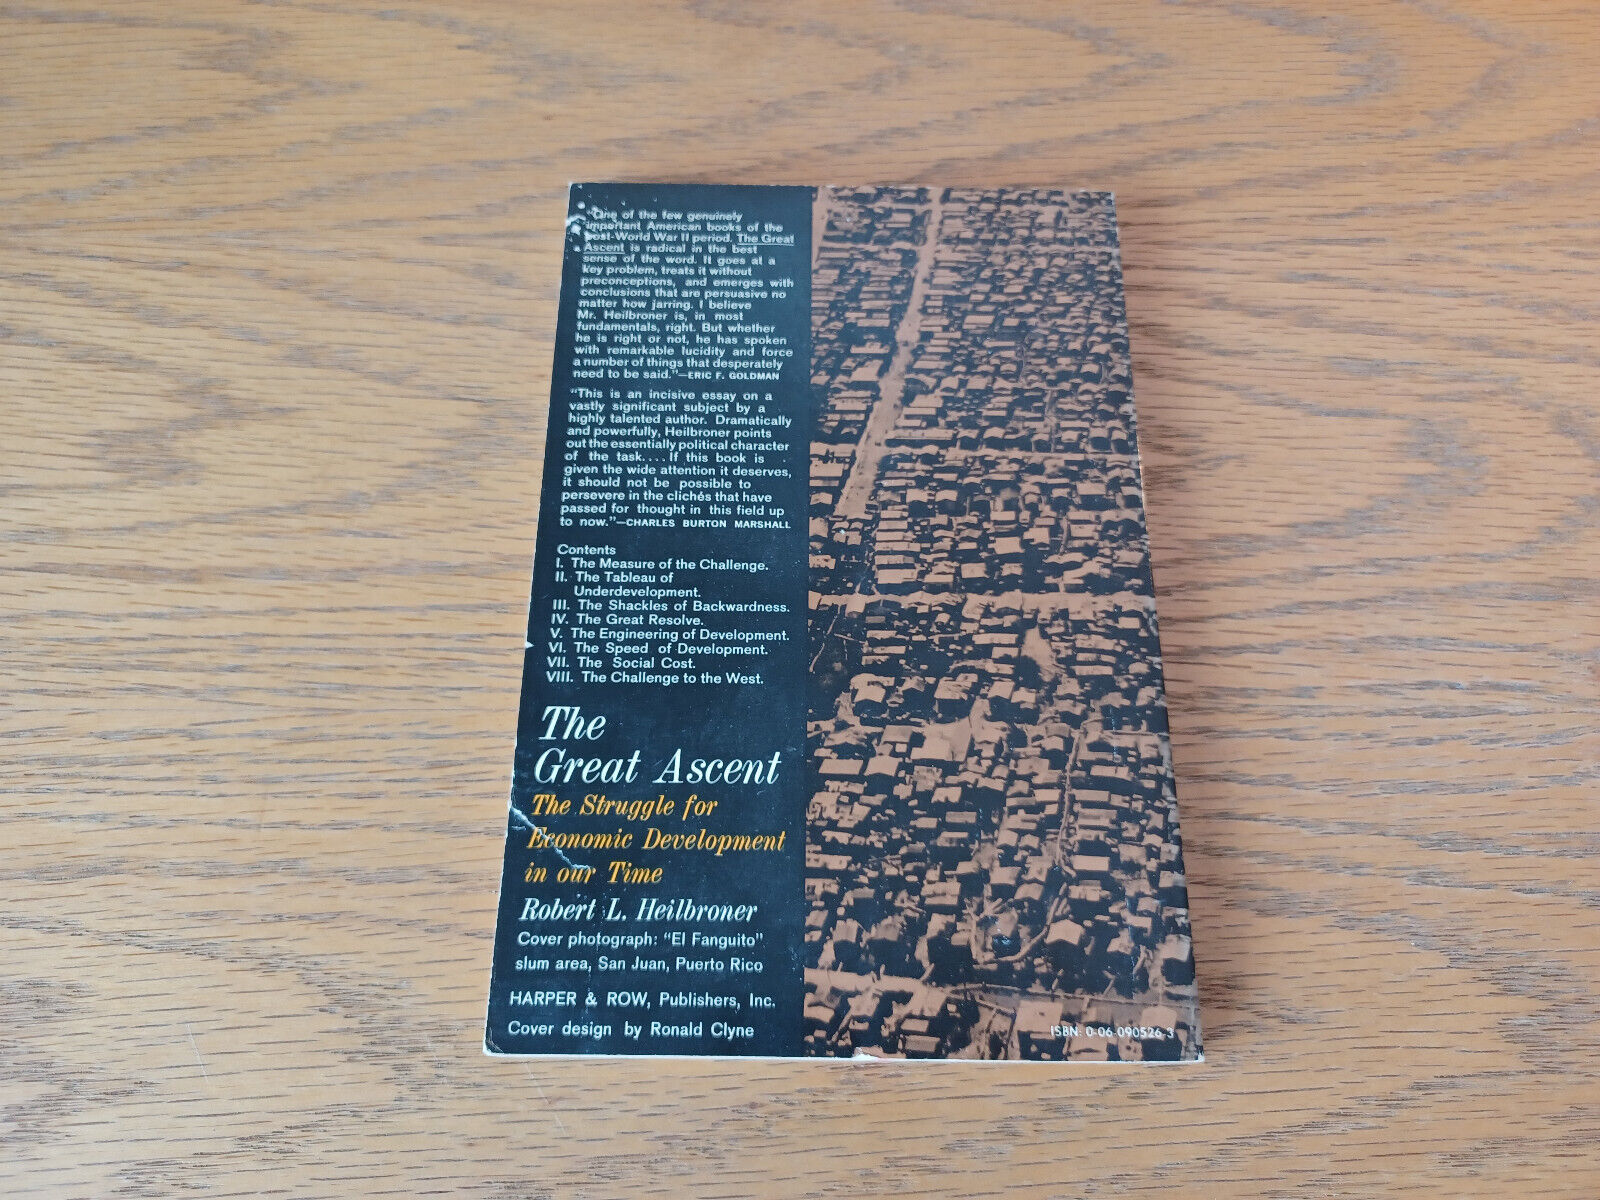 "One of the few genuinely
important American books of the
post-World War II period. The Great
Ascent is radical in the best
sense of the word. It goes at a
key problem, treats it without
preconceptions, and emerges with
conclusions that are persuasive no
matter how jarring. I believe
Mr. Heilbroner is, in most
fundamentals, right. But whether
he is right or not, he has spoken
with remarkable lucidity and force
a number of things that desperately
need to be said."—ERIC F. GOLDMAN
"This is an incisive essay on a
vastly significant subject by a
highly talented author. Dramatically
and powerfully, Heilbroner points
out the essentially political character
of the task.... If this book is
given the wide attention it deserves,
it should not be possible to
persevere in the clichés that have
passed for thought in this field up
to now."—CHARLES BURTON MARSHALL
Contents
I. The Measure of the Challenge.
II. The Tableau of
Underdevelopment.
III. The Shackles of Backwardness.
IV. The Great Resolve.
V. The Engineering of Development.
VI. The Speed of Development.
VII. The Social Cost.
VIII. The Challenge to the West.
The
Great Ascent
The Struggle for
Economic Development
in our Time
Robert L. Heilbroner
Cover photograph: "El Fanguito"
slum area, San Juan, Puerto Rico
HARPER & ROW, Publishers, Inc.
Cover design by Ronald Clyne
ISBN: 0-06-090526-3